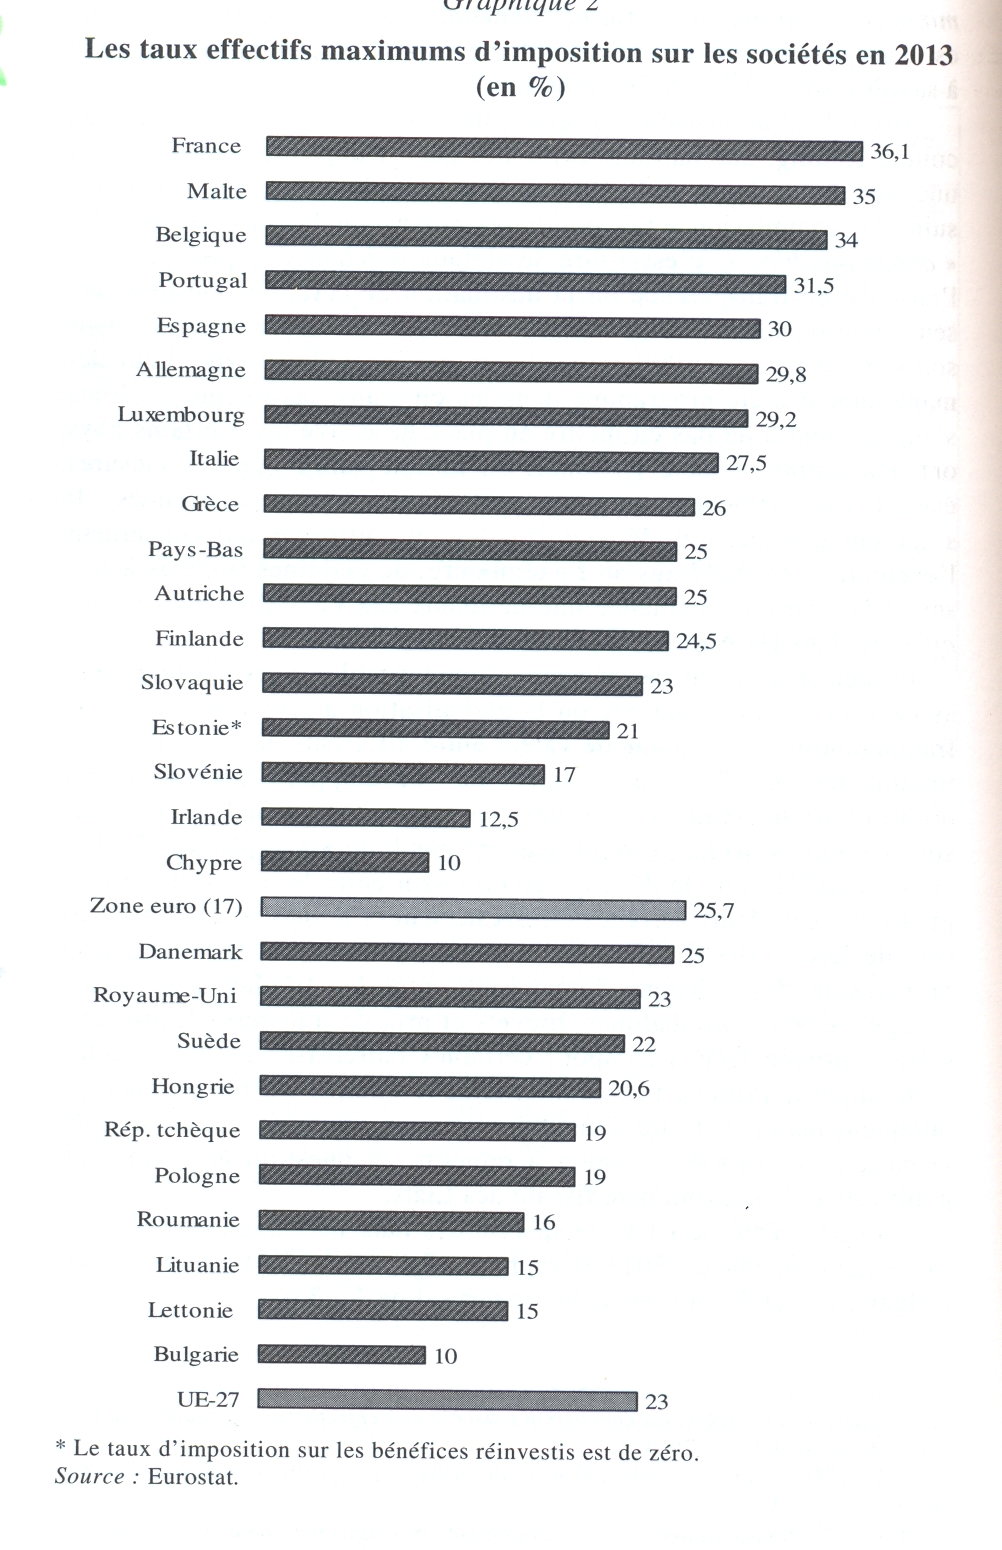 Graphique 2
Les taux effectifs maximums d'imposition sur les sociétés en 2013
(en %)
France 36,1
Malte 35
Belgique 34
Portugal 31,5
Espagne 30
Allemagne 29,8
Luxembourg 29,2
Italie 27,5
Grèce 26
Pays-Bas 25
Autriche 25
Finlande 24,5
Slovaquie 23
Estonie* 21
Slovénie 17
Irlande 12,5
Chypre 10
Zone euro (17) 25,7
Danemark 25
Royaume-Uni 23
Suède 22
Hongrie 20,6
Rép. tchèque 19
Pologne 19
Roumanie 16
Lituanie 15
Lettonie 15
Bulgarie 10
UE-27 23
* Le taux d'imposition sur les bénéfices réinvestis est de zéro.
Source : Eurostat.